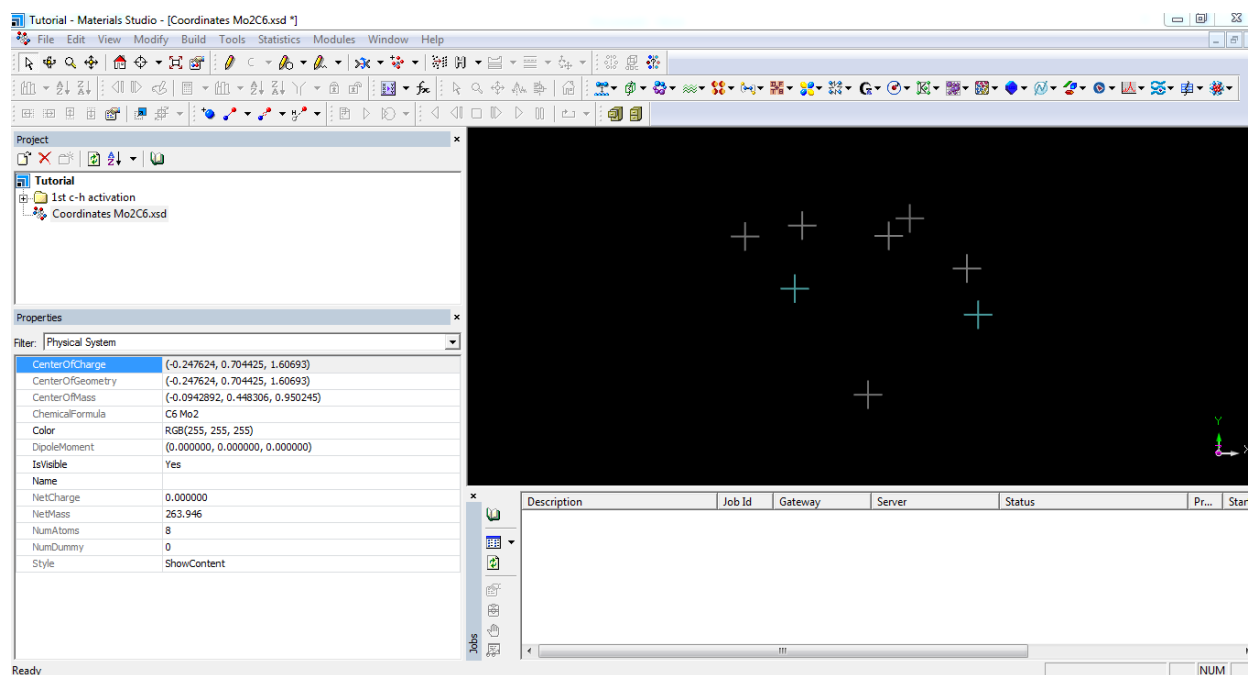 Tutorial - Materials Studio - [Coordinates Mo2C6.xsd *]
File Edit View Modify Build Tools Statistics Modules Window Help
Project
Tutorial
1st c-h activation
Coordinates Mo2C6.xsd
Properties
Filter: Physical System
CenterOfCharge (-0.247624, 0.704425, 1.60693)
CenterOfGeometry (-0.247624, 0.704425, 1.60693)
CenterOfMass (-0.0942892, 0.448306, 0.950245)
ChemicalFormula C6 Mo2
Color RGB(255, 255, 255)
DipoleMoment (0.000000, 0.000000, 0.000000)
IsVisible Yes
Name
NetCharge 0.000000
NetMass 263.946
NumAtoms 8
NumDummy 0
Style ShowContent
Y
Description Job Id Gateway Server Status Pr... Star
Jobs
Ready
NUM